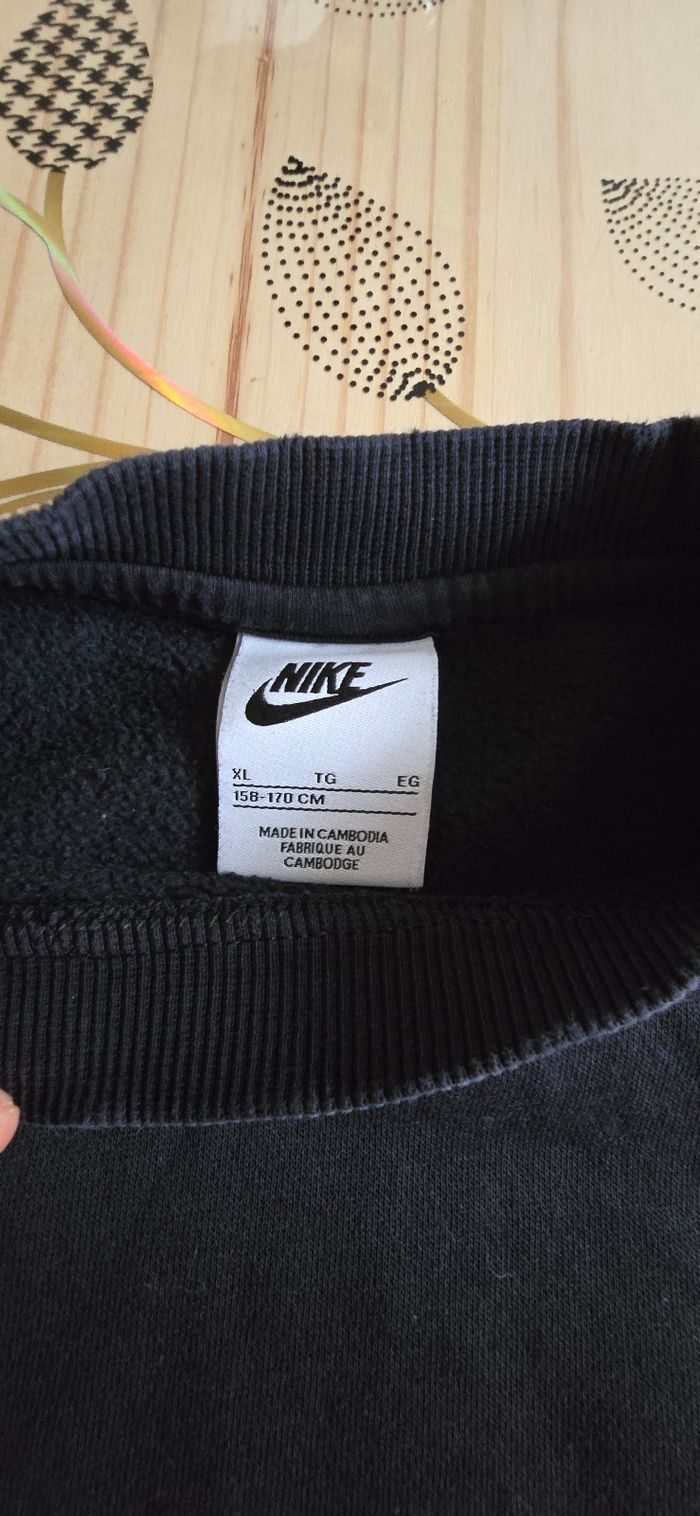 NIKE
XL TG EG
158-170 CM
MADE IN CAMBODIA
FABRIQUE AU
CAMBODGE